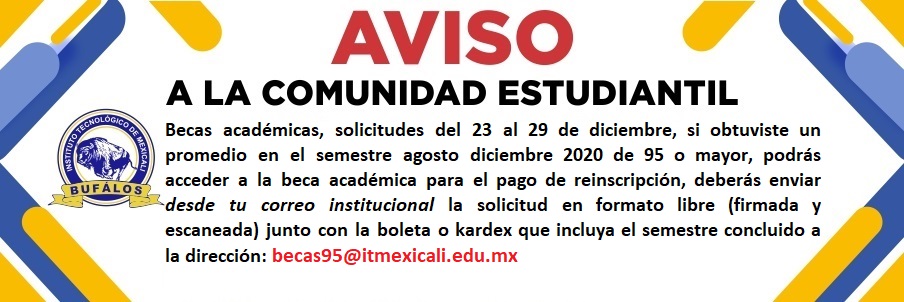 AVISO
A LA COMUNIDAD ESTUDIANTIL
INSTITUTO TECNOLÓGICO DE MEXICALI
BUFÁLOS
Becas académicas, solicitudes del 23 al 29 de diciembre, si obtuviste un
promedio en el semestre agosto diciembre 2020 de 95 o mayor, podrás
acceder a la beca académica para el pago de reinscripción, deberás enviar
desde tu correo institucional la solicitud en formato libre (firmada y
escaneada) junto con la boleta o kardex que incluya el semestre concluido a
la dirección: becas95@itmexicali.edu.mx